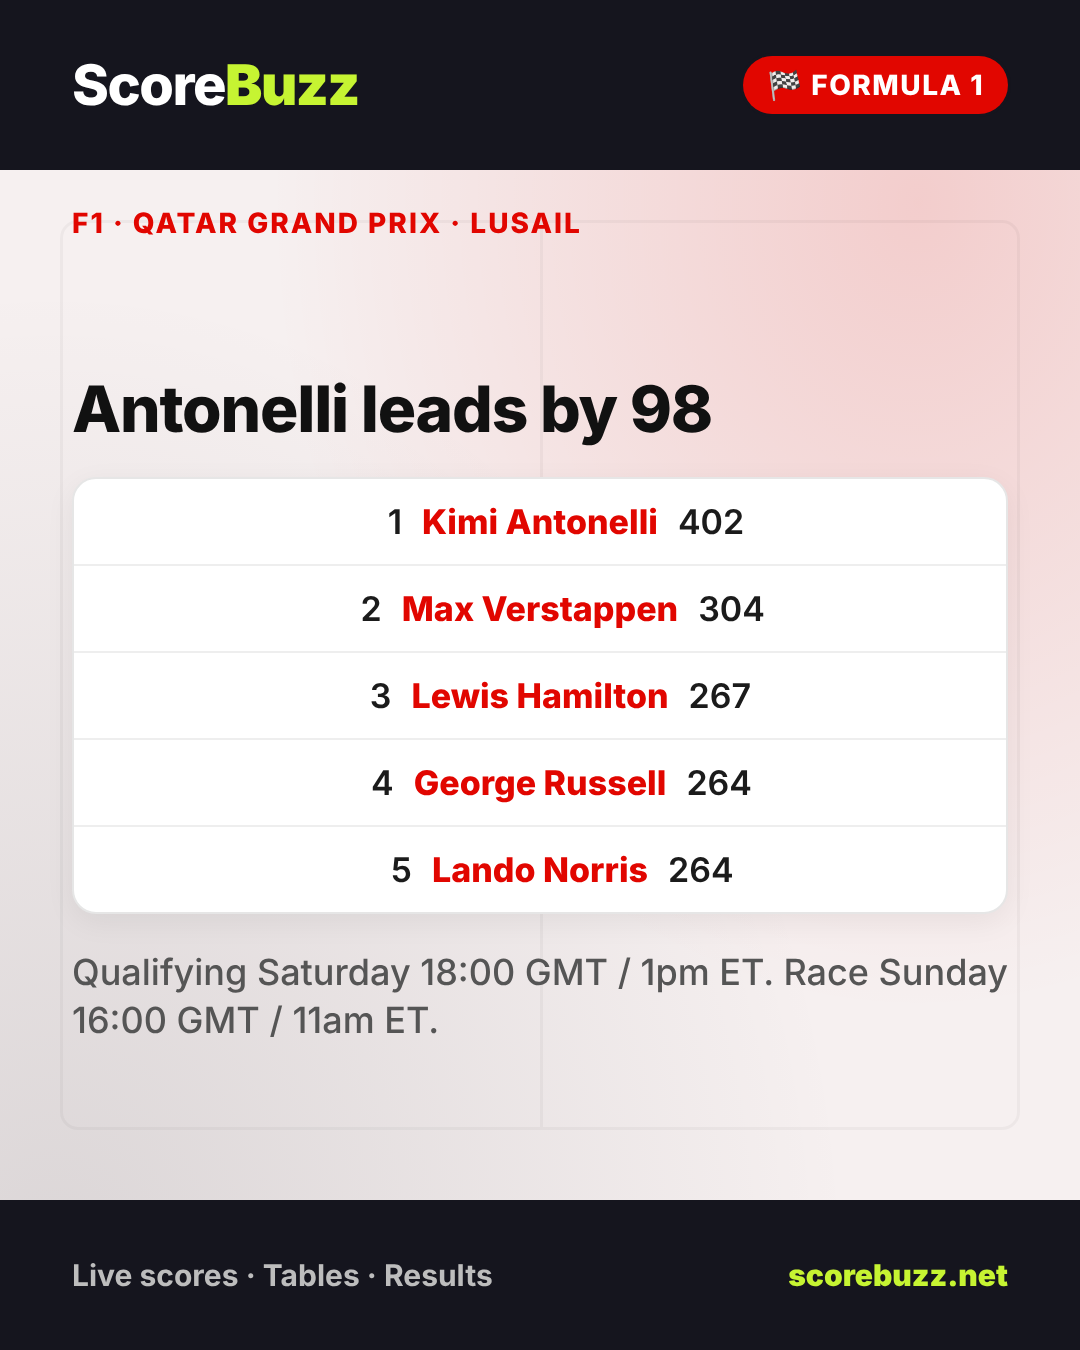 ScoreBuzz
🏁 FORMULA 1
F1 · QATAR GRAND PRIX · LUSAIL
Antonelli leads by 98
1 Kimi Antonelli 402
2 Max Verstappen 304
3 Lewis Hamilton 267
4 George Russell 264
5 Lando Norris 264
Qualifying Saturday 18:00 GMT / 1pm ET. Race Sunday
16:00 GMT / 11am ET.
Live scores · Tables · Results
scorebuzz.net